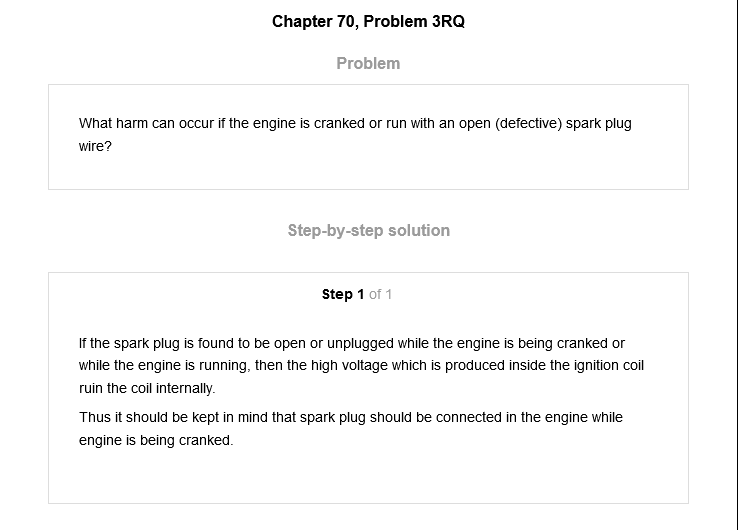 Chapter 70, Problem 3RQ
Problem
What harm can occur if the engine is cranked or run with an open (defective) spark plug
wire?
Step-by-step solution
Step 1 of 1
If the spark plug is found to be open or unplugged while the engine is being cranked or
while the engine is running, then the high voltage which is produced inside the ignition coil
ruin the coil internally.
Thus it should be kept in mind that spark plug should be connected in the engine while
engine is being cranked.